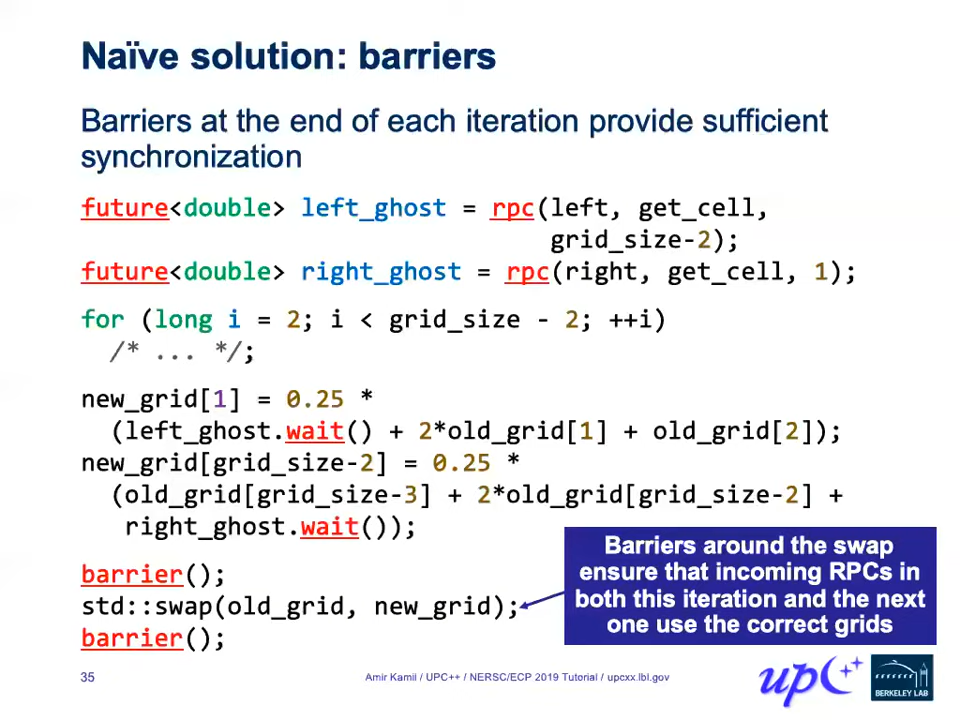 Naïve solution: barriers
Barriers at the end of each iteration provide sufficient
synchronization
future<double> left_ghost = rpc(left, get_cell,
grid_size-2);
future<double> right_ghost = rpc(right, get_cell, 1);
for (long i = 2; i < grid_size - 2; ++i)
/* ... */;
new_grid[1] = 0.25 *
(left_ghost.wait() + 2*old_grid[1] + old_grid[2]);
new_grid[grid_size-2] = 0.25 *
(old_grid[grid_size-3] + 2*old_grid[grid_size-2] +
right_ghost.wait());
barrier();
std::swap(old_grid, new_grid);
barrier();
Barriers around the swap
ensure that incoming RPCs in
both this iteration and the next
one use the correct grids
35
Amir Kamil / UPC++ / NERSC/ECP 2019 Tutorial / upcxx.lbl.gov
upC++
BERKELEY LAB